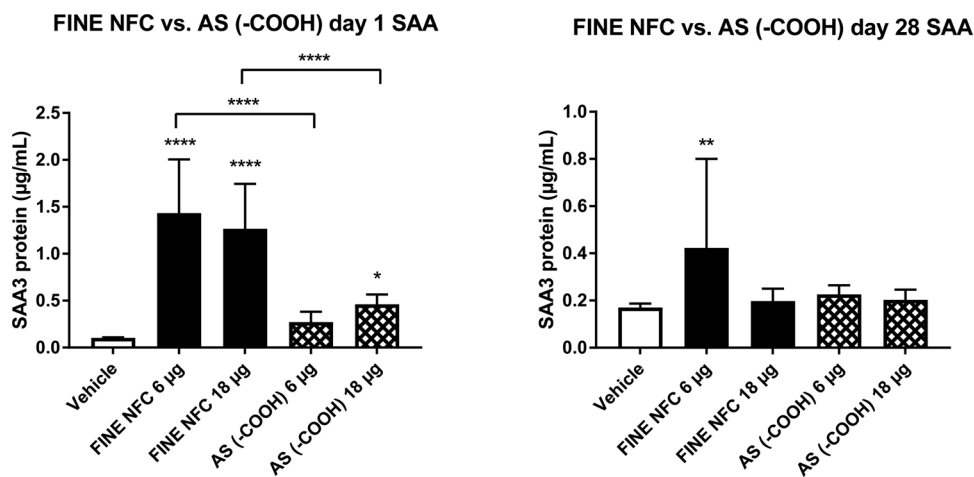 FINE NFC vs. AS (-COOH) day 1 SAA
****
****
2.5
2.0
1.5
1.0
0.5
0.0
SAA3 protein (µg/mL)
****
****
*
Vehicle
FINE NFC 6 µg
FINE NFC 18 µg
AS (-COOH) 6 µg
AS (-COOH) 18 µg
FINE NFC vs. AS (-COOH) day 28 SAA
1.0
0.8
0.6
0.4
0.2
0.0
SAA3 protein (µg/mL)
**
Vehicle
FINE NFC 6 µg
FINE NFC 18 µg
AS (-COOH) 6 µg
AS (-COOH) 18 µg